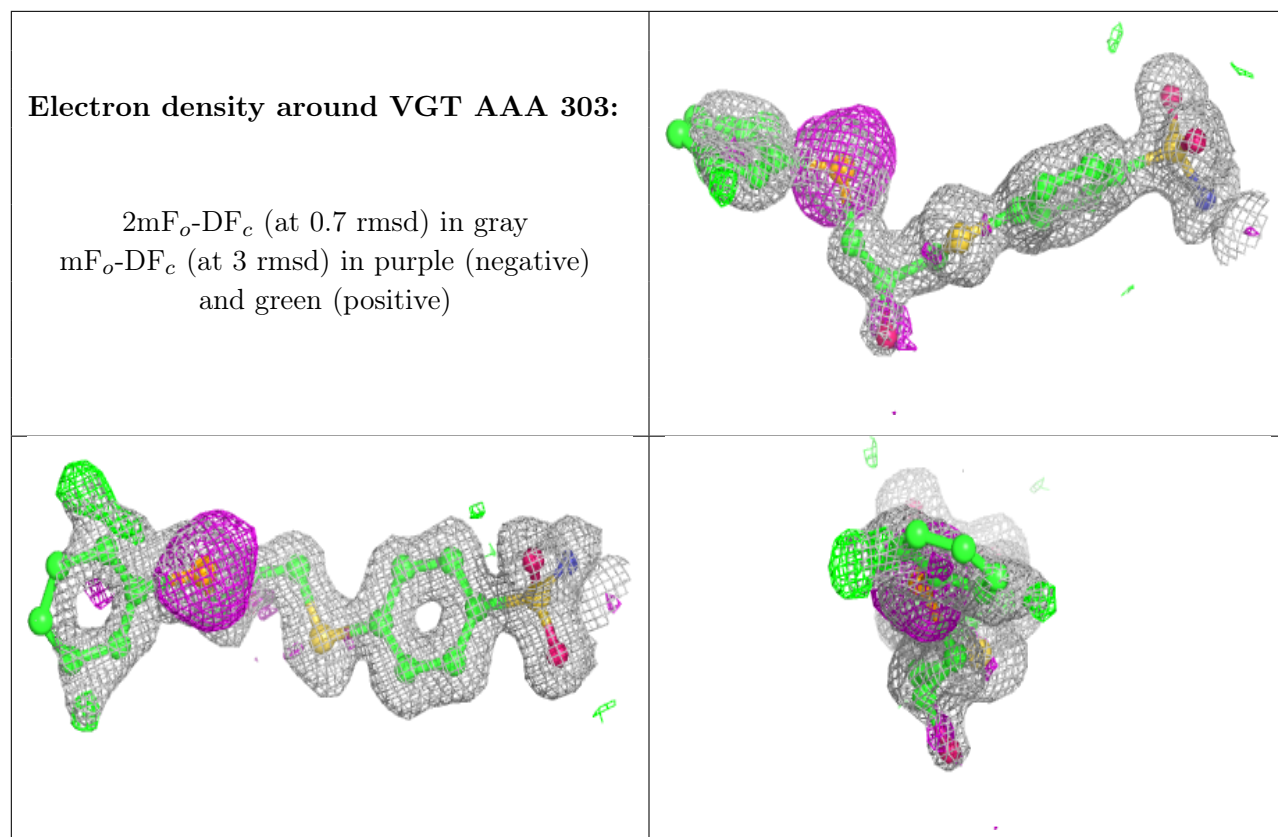 Electron density around VGT AAA 303:
2mFₒ-DF𝑐 (at 0.7 rmsd) in gray
mFₒ-DF𝑐 (at 3 rmsd) in purple (negative)
and green (positive)